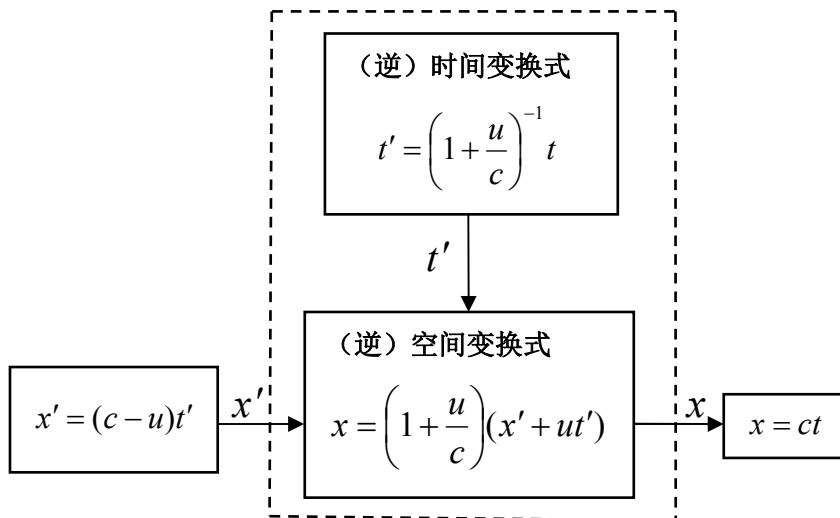 （逆）时间变换式
t′ = (1 + u/c)⁻¹ t
t′
（逆）空间变换式
x′ = (c − u)t′
x′
x = (1 + u/c)(x′ + ut′)
x
x = ct